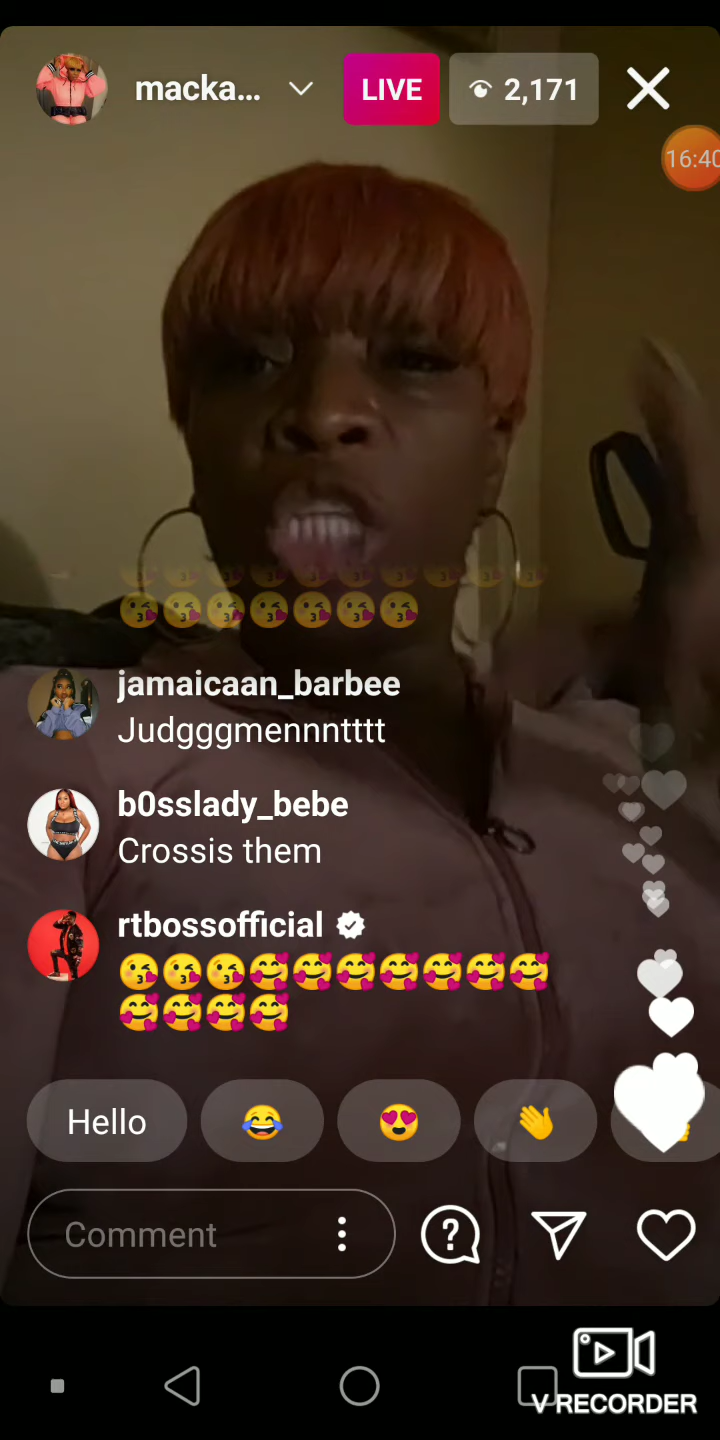 macka...
LIVE
2,171
16:40
😘😘😘😘😘😘😘
jamaicaan_barbee
Judgggmennntttt
b0sslady_bebe
Crossis them
rtbossofficial
😘😘😘🥰🥰🥰🥰🥰🥰🥰
🥰🥰🥰🥰
Hello 😂 😍 👋
Comment
V RECORDER